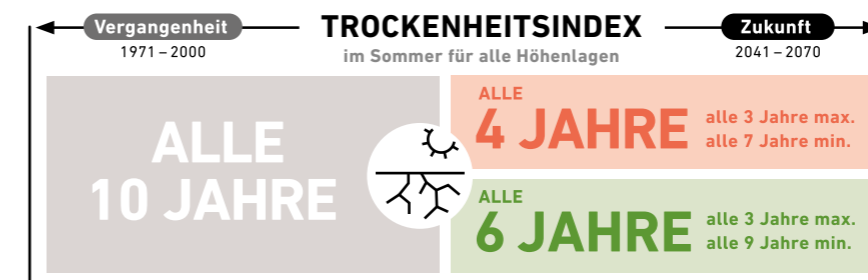 Vergangenheit
1971 – 2000
TROCKENHEITSINDEX
im Sommer für alle Höhenlagen
Zukunft
2041 – 2070
ALLE
10 JAHRE
ALLE
4 JAHRE
alle 3 Jahre max.
alle 7 Jahre min.
ALLE
6 JAHRE
alle 3 Jahre max.
alle 9 Jahre min.